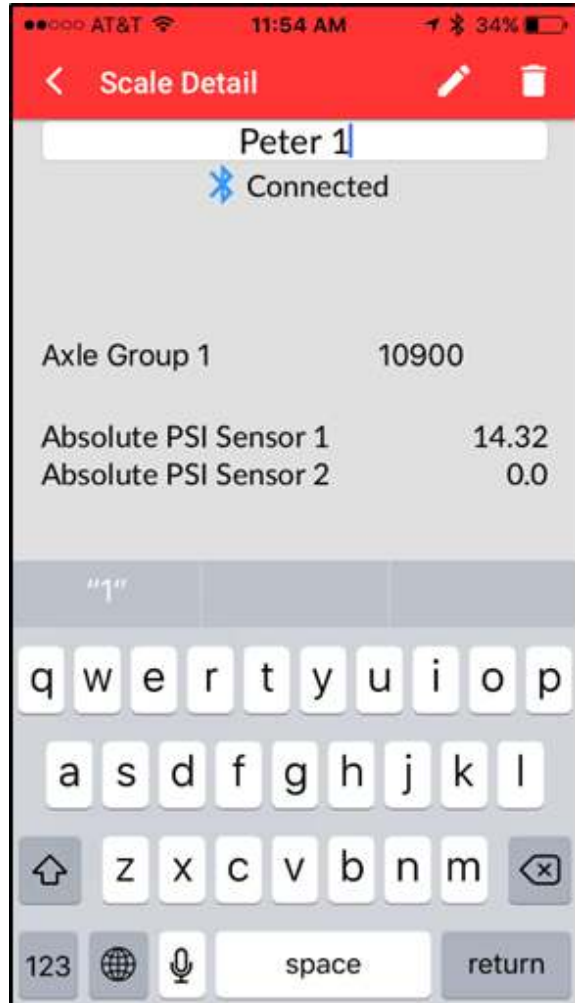 AT&T 11:54 AM 34%
Scale Detail
Peter 1
Connected
Axle Group 1 10900
Absolute PSI Sensor 1 14.32
Absolute PSI Sensor 2 0.0
"1"
q w e r t y u i o p
a s d f g h j k l
z x c v b n m
123 space return